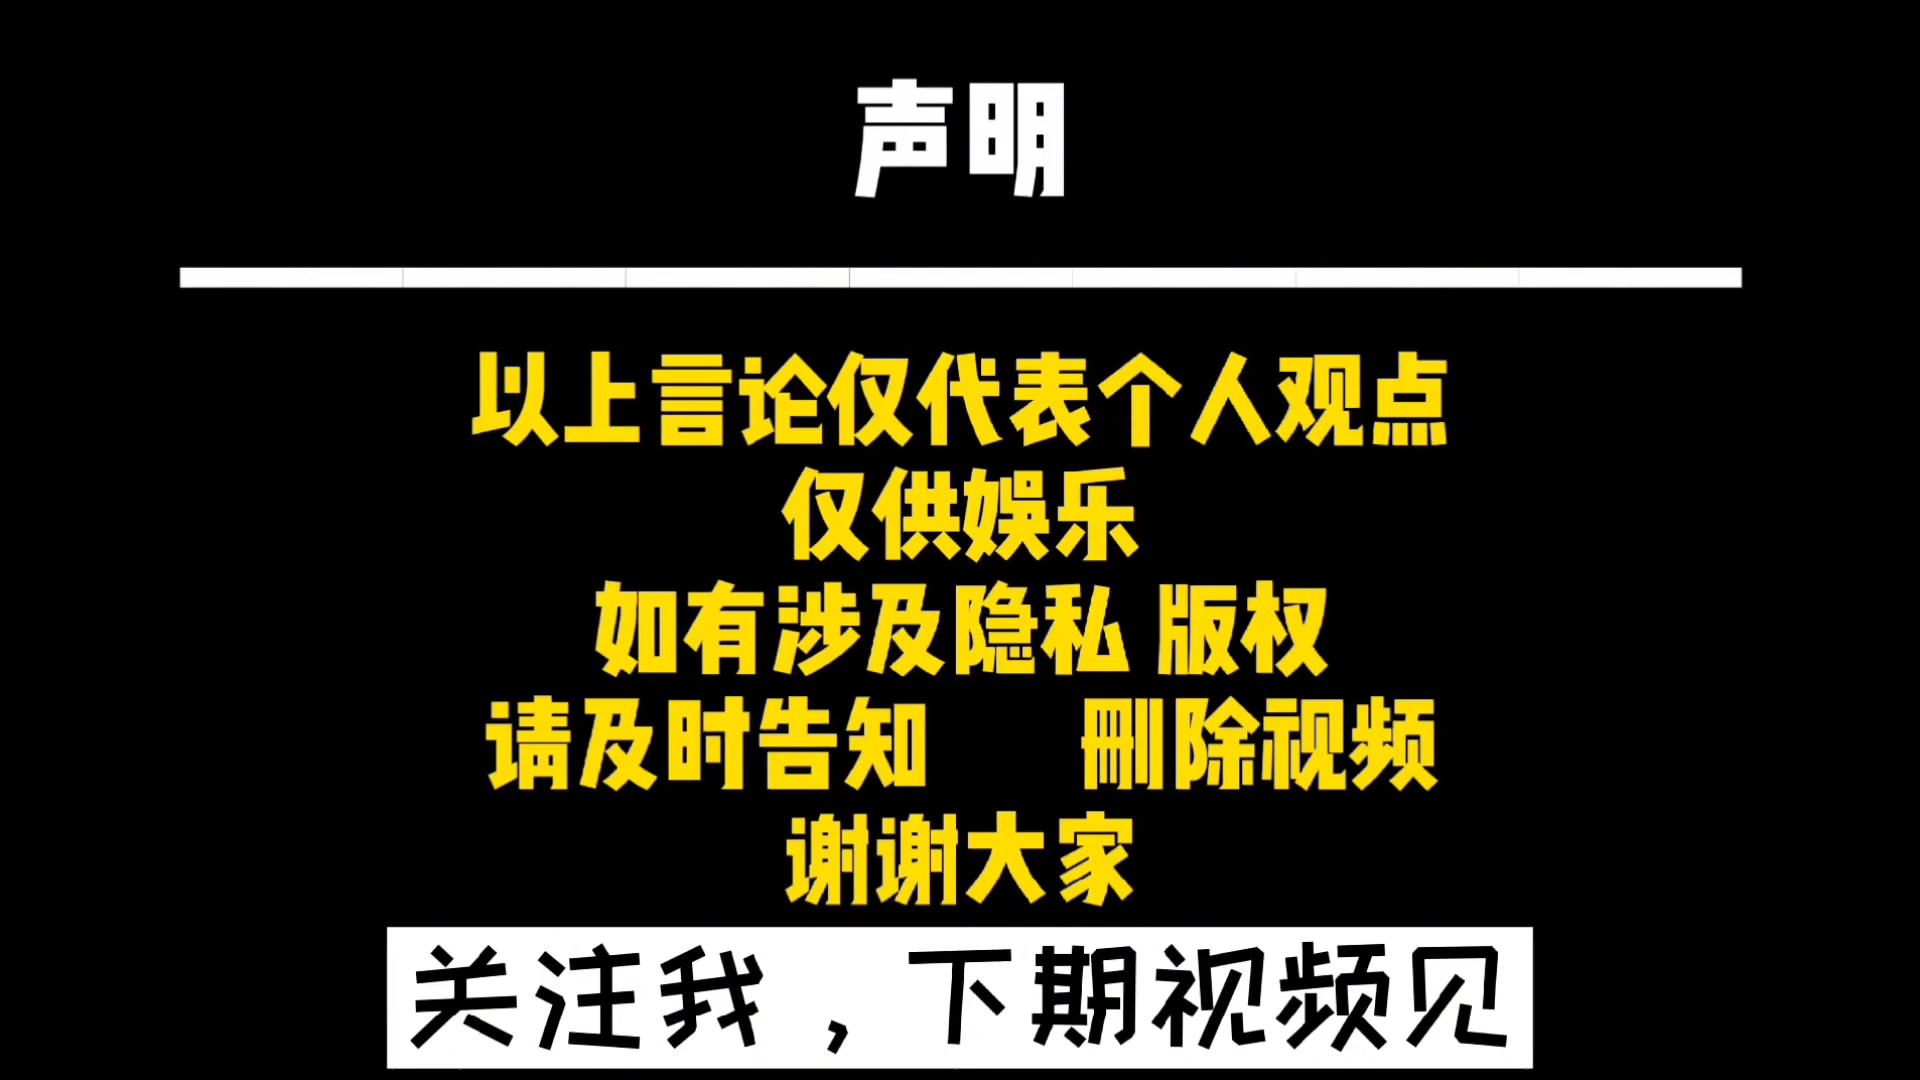 声明
以上言论仅代表个人观点
仅供娱乐
如有涉及隐私 版权
请及时告知 删除视频
谢谢大家
关注我，下期视频见